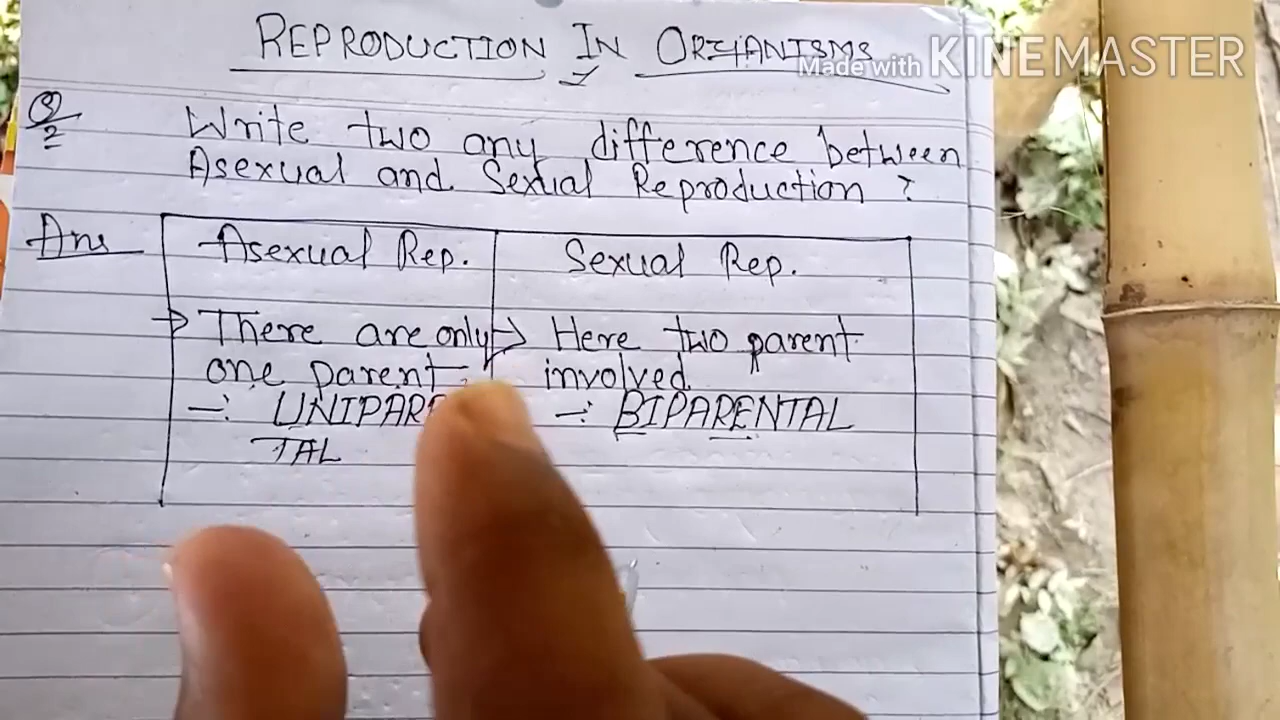 REPRODUCTION IN ORGANISMS
Made with KINEMASTER
Q/2 Write two any difference between
Asexual and Sexual Reproduction ?
Ans
Asexual Rep. Sexual Rep.
→ There are only → Here two parent
one parent involved
-: UNIPAR -: BIPARENTAL
TAL